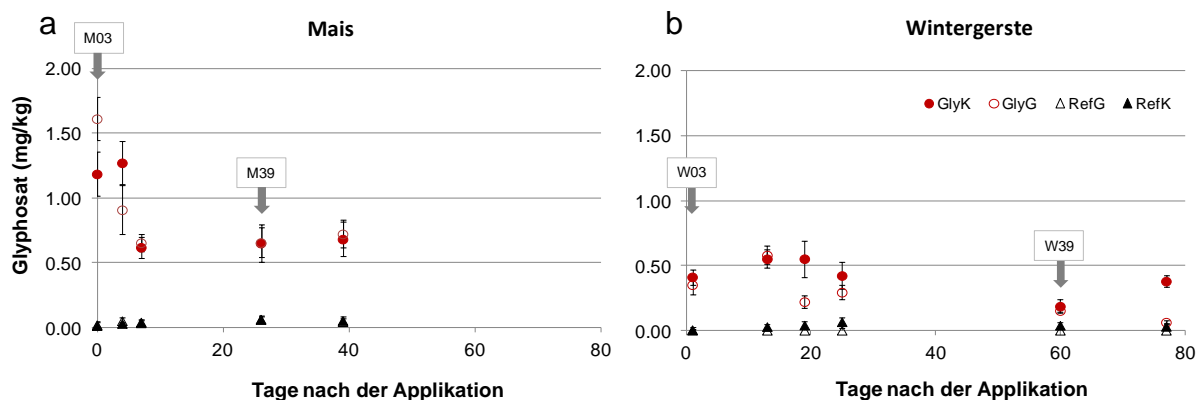 a
Mais
M03
M39
Glyphosat (mg/kg)
2.00
1.50
1.00
0.50
0.00
0
20
40
60
80
Tage nach der Applikation
b
Wintergerste
GlyK
GlyG
RefG
RefK
W03
W39
2.00
1.50
1.00
0.50
0.00
0
20
40
60
80
Tage nach der Applikation